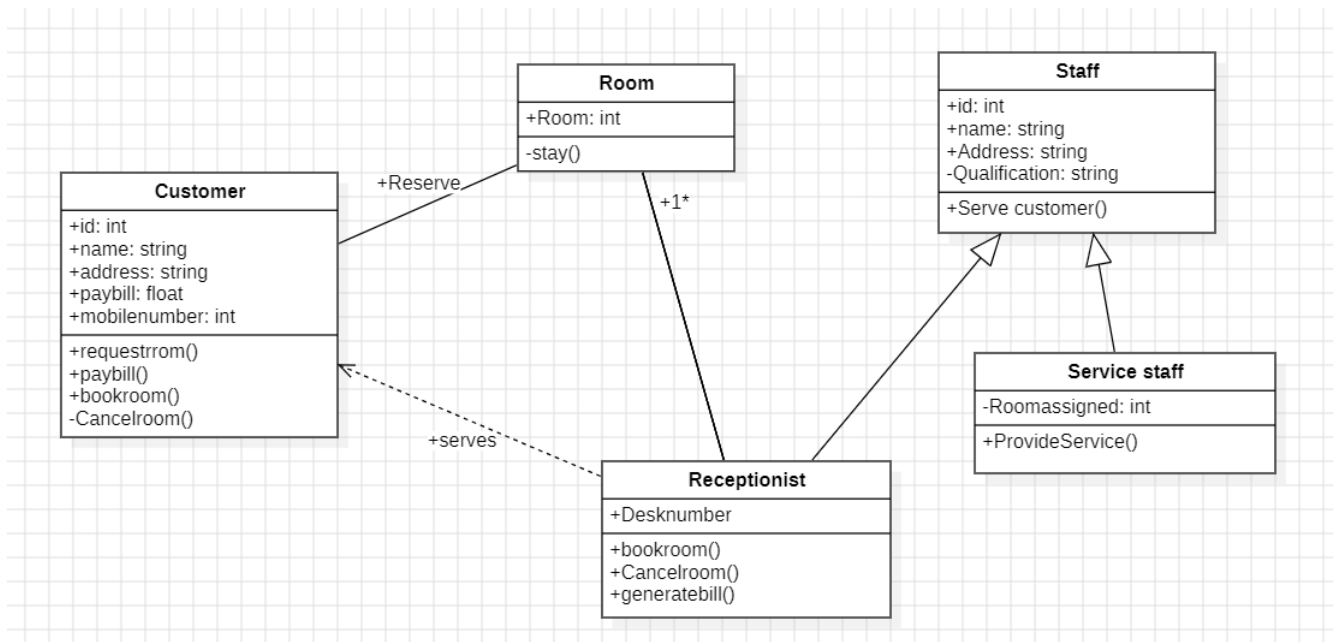 Room
+Room: int
-stay()
Staff
+id: int
+name: string
+Address: string
-Qualification: string
+Serve customer()
+Reserve
+1*
Customer
+id: int
+name: string
+address: string
+paybill: float
+mobilenumber: int
+requestrrom()
+paybill()
+bookroom()
-Cancelroom()
+serves
Service staff
-Roomassigned: int
+ProvideService()
Receptionist
+Desknumber
+bookroom()
+Cancelroom()
+generatebill()